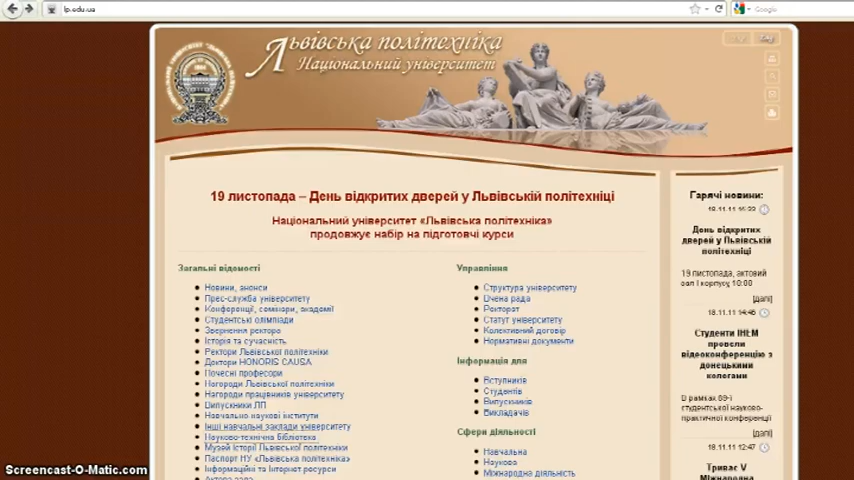 lp.edu.ua
Google
Львівська політехніка
Національний університет
19 листопада – День відкритих дверей у Львівській політехніці
Національний університет «Львівська політехніка»
продовжує набір на підготовчі курси
Загальні відомості
Новини, анонси
Прес-служба університету
Конференції, семінари, академії
Студентські олімпіади
Звернення ректора
Історія та сучасність
Ректори Львівської політехніки
Доктори HONORIS CAUSA
Почесні професори
Нагороди Львівської політехніки
Нагороди працівників університету
Випускники ЛП
Навчально-наукові інститути
Інші навчальні заклади університету
Науково-технічна бібліотека
Музей історії Львівської політехніки
Паспорт НУ «Львівська політехніка»
Інформаційні та Інтернет ресурси
Актова зала
Управління
Структура університету
Вчена рада
Ректорат
Статут університету
Колективний договір
Нормативні документи
Інформація для
Вступників
Студентів
Випускників
Викладачів
Сфери діяльності
Навчальна
Наукова
Міжнародна діяльність
Гарячі новини:
День відкритих
дверей у Львівській
політехніці
19 листопада, актовий
зал І корпусу, 10:00
[далі]
18.11.11 14:46
Студенти ІНЕМ
провели
відеоконференцію з
донецькими
колегами
В рамках 69-ї
студентської науково-
практичної конференції
[далі]
18.11.11 12:47
Триває V
Міжнародна
Screencast-O-Matic.com